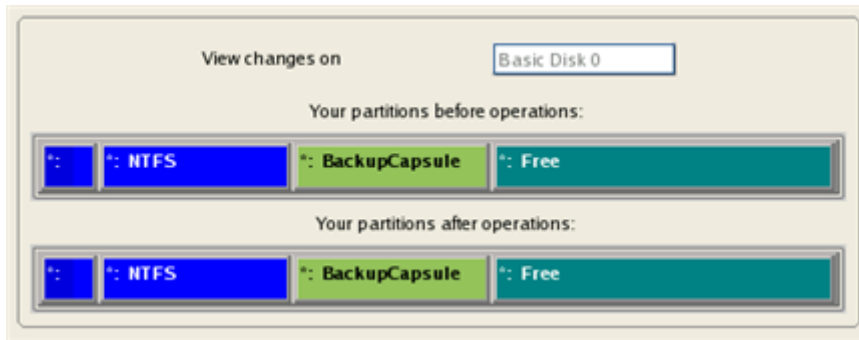 View changes on Basic Disk 0
Your partitions before operations:
*: *: NTFS *: BackupCapsule *: Free
Your partitions after operations:
*: *: NTFS *: BackupCapsule *: Free